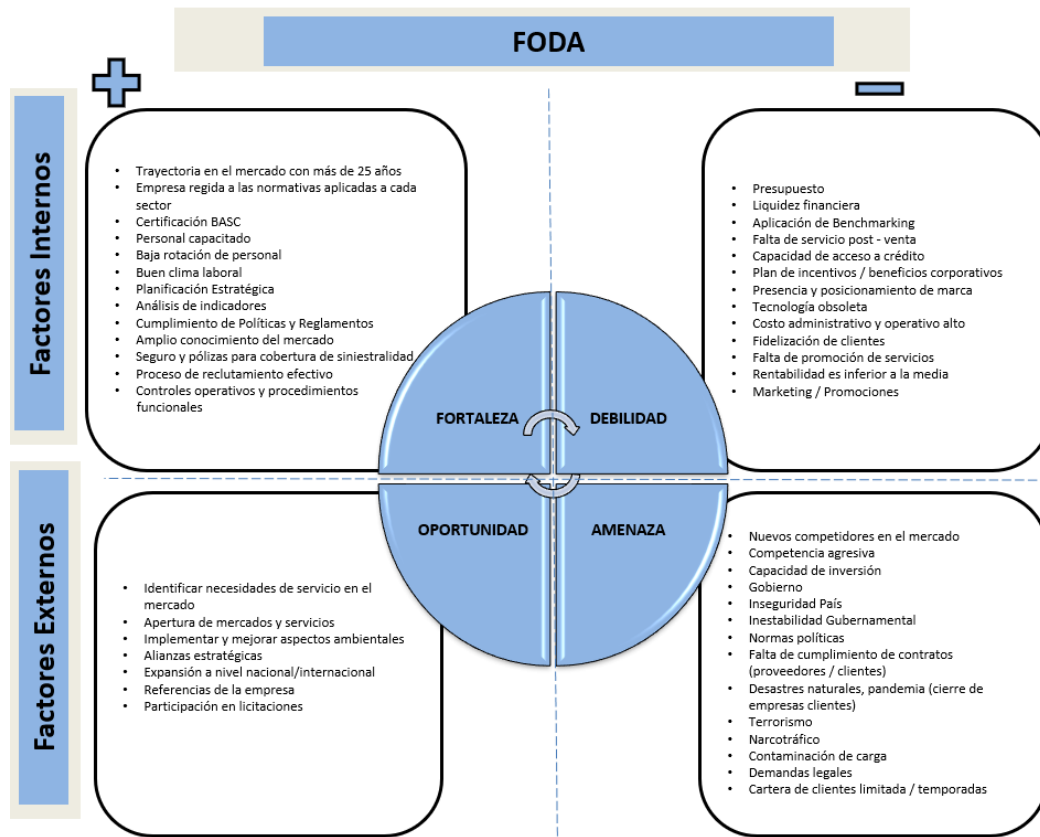 FODA
Factores Internos
• Trayectoria en el mercado con más de 25 años
• Empresa regida a las normativas aplicadas a cada
sector
• Certificación BASC
• Personal capacitado
• Baja rotación de personal
• Buen clima laboral
• Planificación Estratégica
• Análisis de indicadores
• Cumplimiento de Políticas y Reglamentos
• Amplio conocimiento del mercado
• Seguro y pólizas para cobertura de siniestralidad
• Proceso de reclutamiento efectivo
• Controles operativos y procedimientos
funcionales
• Presupuesto
• Liquidez financiera
• Aplicación de Benchmarking
• Falta de servicio post - venta
• Capacidad de acceso a crédito
• Plan de incentivos / beneficios corporativos
• Presencia y posicionamiento de marca
• Tecnología obsoleta
• Costo administrativo y operativo alto
• Fidelización de clientes
• Falta de promoción de servicios
• Rentabilidad es inferior a la media
• Marketing / Promociones
FORTALEZA
DEBILIDAD
Factores Externos
OPORTUNIDAD
AMENAZA
• Identificar necesidades de servicio en el
mercado
• Apertura de mercados y servicios
• Implementar y mejorar aspectos ambientales
• Alianzas estratégicas
• Expansión a nivel nacional/internacional
• Referencias de la empresa
• Participación en licitaciones
• Nuevos competidores en el mercado
• Competencia agresiva
• Capacidad de inversión
• Gobierno
• Inseguridad País
• Inestabilidad Gubernamental
• Normas políticas
• Falta de cumplimiento de contratos
(proveedores / clientes)
• Desastres naturales, pandemia (cierre de
empresas clientes)
• Terrorismo
• Narcotráfico
• Contaminación de carga
• Demandas legales
• Cartera de clientes limitada / temporadas